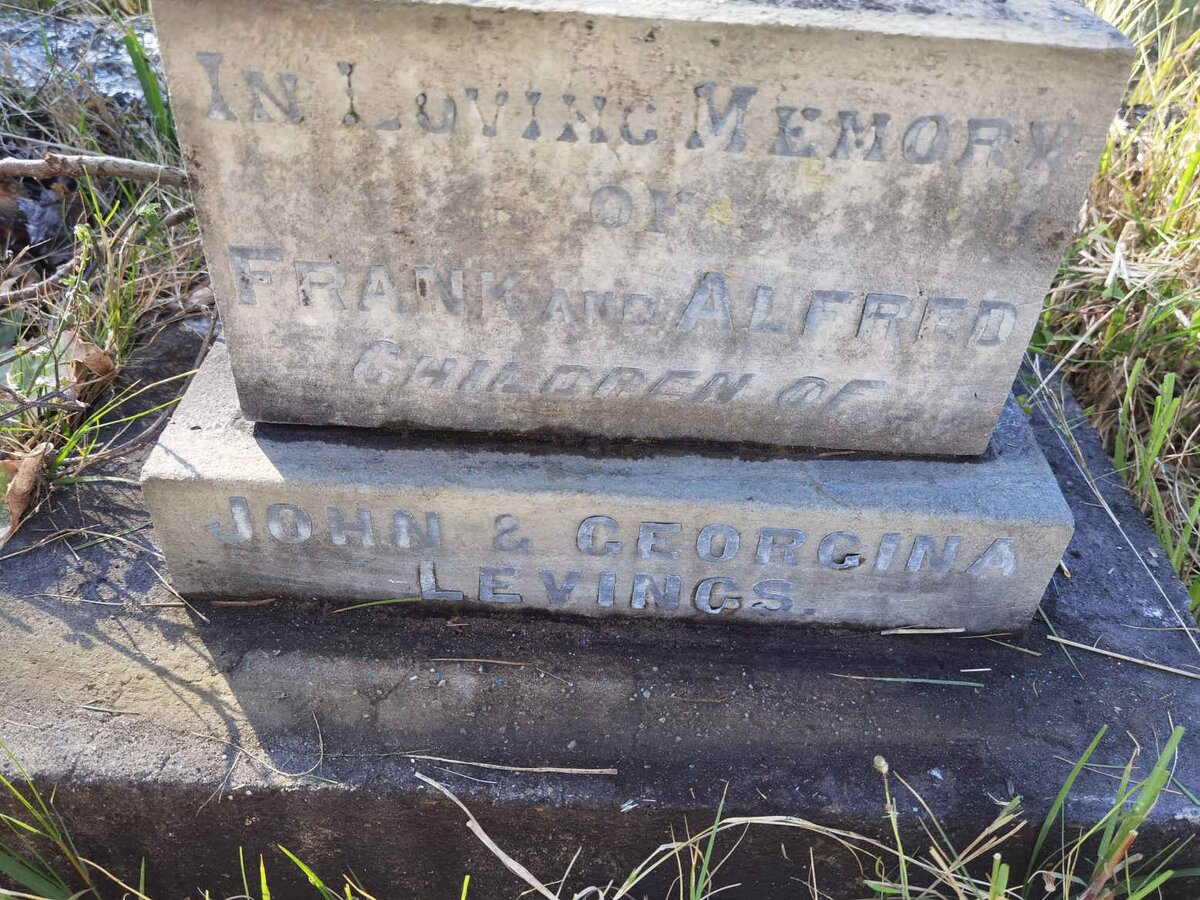 IN LOVING MEMORY
OF
FRANK AND ALFRED
CHILDREN OF
JOHN & GEORGINA
LEVINGS.